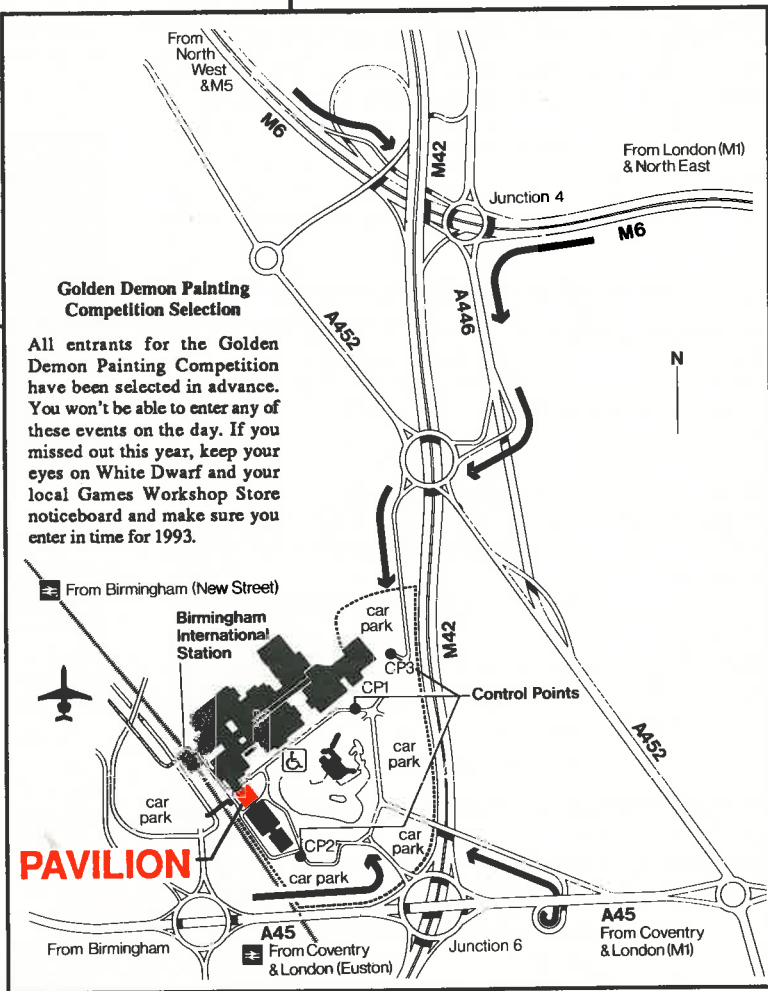 From
North
West
&M5
M6
M42
From London (M1)
& North East
Junction 4
M6
Golden Demon Painting
Competition Selection
All entrants for the Golden
Demon Painting Competition
have been selected in advance.
You won't be able to enter any of
these events on the day. If you
missed out this year, keep your
eyes on White Dwarf and your
local Games Workshop Store
noticeboard and make sure you
enter in time for 1993.
A452
A446
N
From Birmingham (New Street)
Birmingham
International
Station
car
park
CP3
M42
CP1
Control Points
car
park
A452
car
park
PAVILION
CP2
car
park
car park
A45
From Birmingham
From Coventry
& London (Euston)
Junction 6
A45
From Coventry
& London (M1)